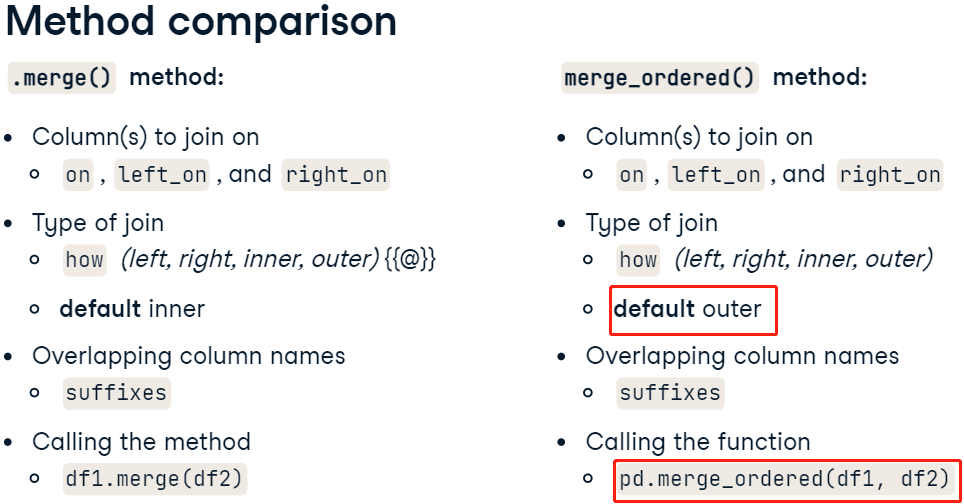 Method comparison
.merge() method:
• Column(s) to join on
○ on , left_on , and right_on
• Type of join
○ how (left, right, inner, outer) {{@}}
○ default inner
• Overlapping column names
○ suffixes
• Calling the method
○ df1.merge(df2)
merge_ordered() method:
• Column(s) to join on
○ on , left_on , and right_on
• Type of join
○ how (left, right, inner, outer)
○ default outer
• Overlapping column names
○ suffixes
• Calling the function
○ pd.merge_ordered(df1, df2)